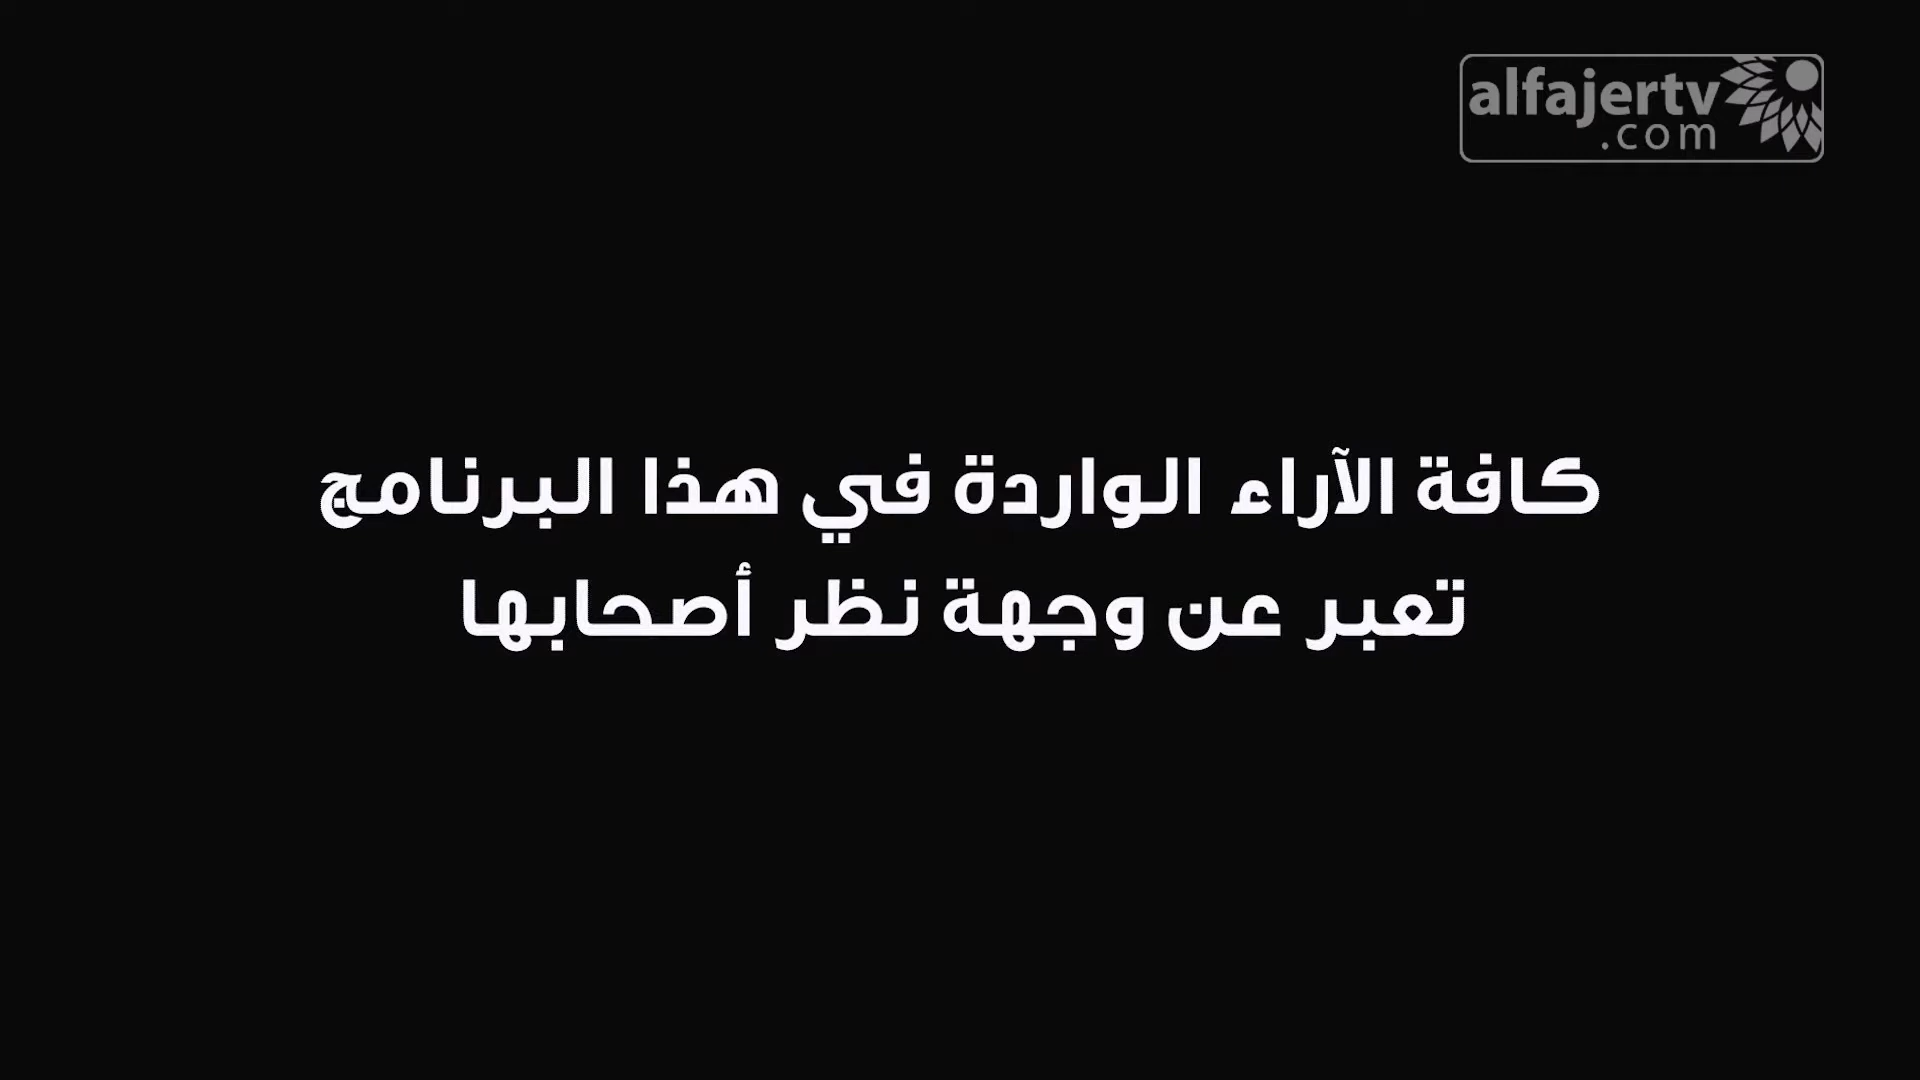 alfajertv
.com
كافة الآراء الواردة في هذا البرنامج
تعبر عن وجهة نظر أصحابها